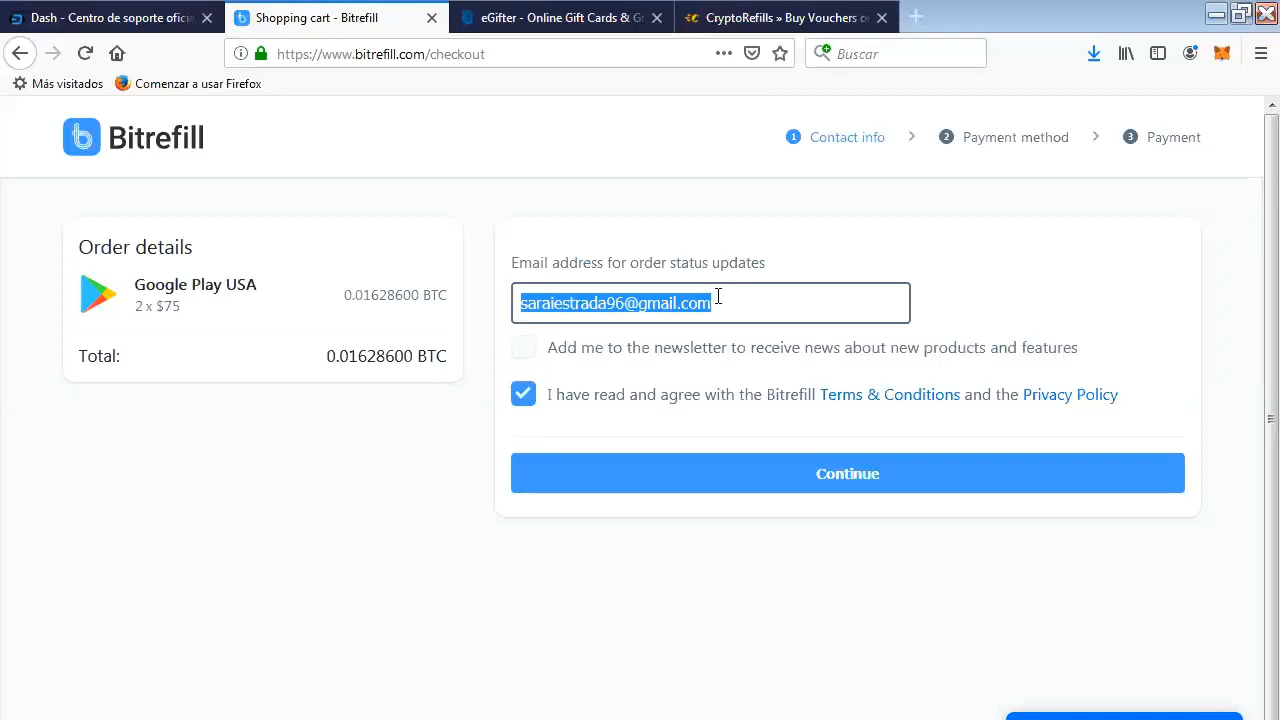 Dash - Centro de soporte oficia
Shopping cart - Bitrefill
eGifter - Online Gift Cards & G
CryptoRefills » Buy Vouchers o
https://www.bitrefill.com/checkout
Buscar
Más visitados
Comenzar a usar Firefox
Bitrefill
1 Contact info
2 Payment method
3 Payment
Order details
Google Play USA
2 x $75
0.01628600 BTC
Total:
0.01628600 BTC
Email address for order status updates
saraiestrada96@gmail.com
Add me to the newsletter to receive news about new products and features
I have read and agree with the Bitrefill Terms & Conditions and the Privacy Policy
Continue